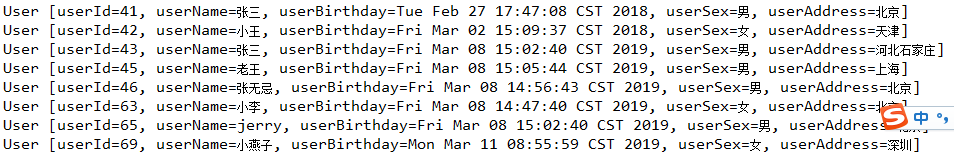 User [userId=41, userName=张三, userBirthday=Tue Feb 27 17:47:08 CST 2018, userSex=男, userAddress=北京]
User [userId=42, userName=小王, userBirthday=Fri Mar 02 15:09:37 CST 2018, userSex=女, userAddress=天津]
User [userId=43, userName=张三, userBirthday=Fri Mar 08 15:02:40 CST 2019, userSex=男, userAddress=河北石家庄]
User [userId=45, userName=老王, userBirthday=Fri Mar 08 15:05:44 CST 2019, userSex=男, userAddress=上海]
User [userId=46, userName=张无忌, userBirthday=Fri Mar 08 14:56:43 CST 2019, userSex=男, userAddress=北京]
User [userId=63, userName=小李, userBirthday=Fri Mar 08 14:47:40 CST 2019, userSex=女, userAddress=北
User [userId=65, userName=jerry, userBirthday=Fri Mar 08 15:02:40 CST 2019, userSex=男, userAddress=
User [userId=69, userName=小燕子, userBirthday=Mon Mar 11 08:55:59 CST 2019, userSex=女, userAddress=深圳]
S 中 °,